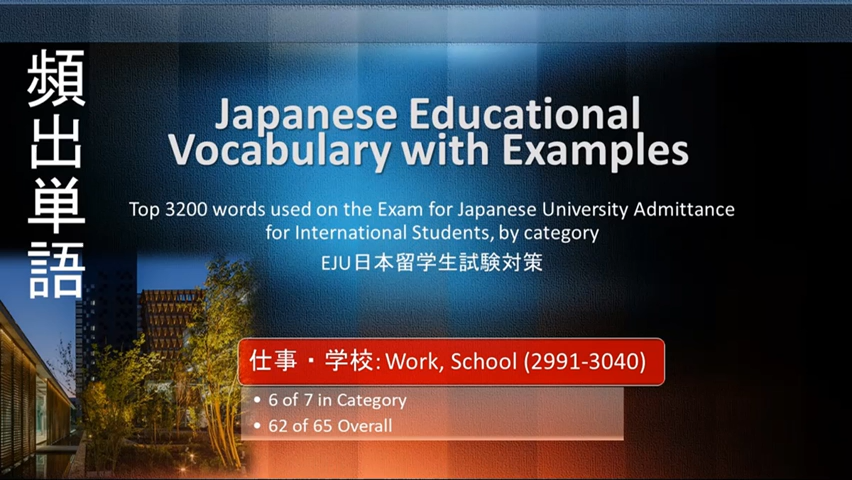 頻出単語
Japanese Educational
Vocabulary with Examples
Top 3200 words used on the Exam for Japanese University Admittance
for International Students, by category
EJU日本留学生試験対策
仕事・学校: Work, School (2991-3040)
• 6 of 7 in Category
• 62 of 65 Overall